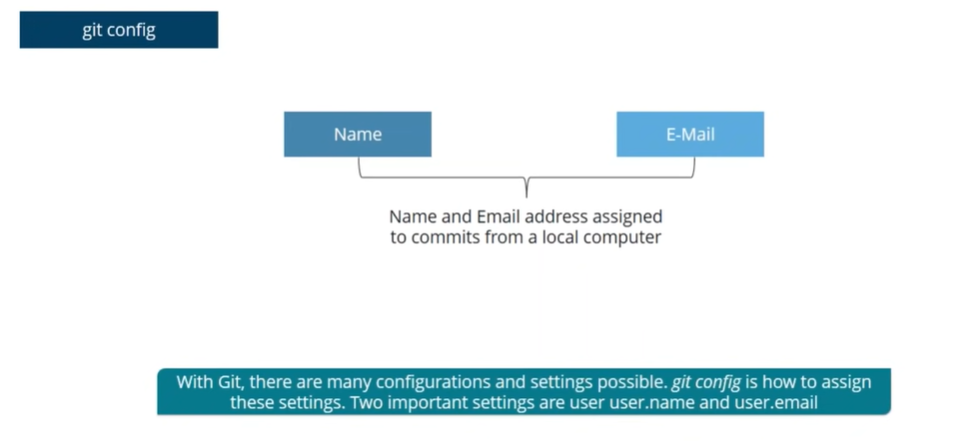 git config
Name
E-Mail
Name and Email address assigned
to commits from a local computer
With Git, there are many configurations and settings possible. git config is how to assign
these settings. Two important settings are user user.name and user.email